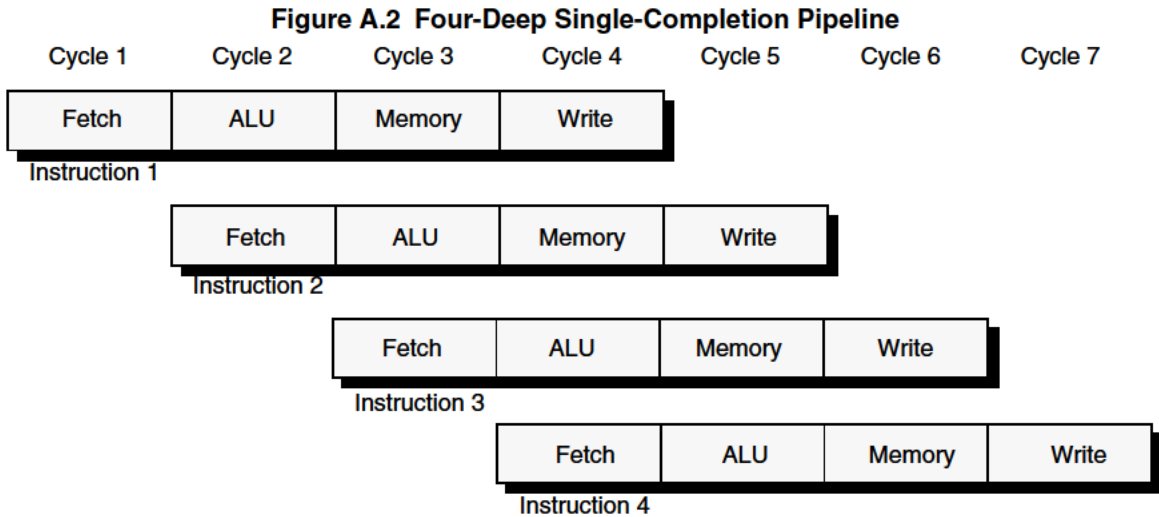 Figure A.2 Four-Deep Single-Completion Pipeline
Cycle 1 Cycle 2 Cycle 3 Cycle 4 Cycle 5 Cycle 6 Cycle 7
Fetch ALU Memory Write
Instruction 1
Fetch ALU Memory Write
Instruction 2
Fetch ALU Memory Write
Instruction 3
Fetch ALU Memory Write
Instruction 4